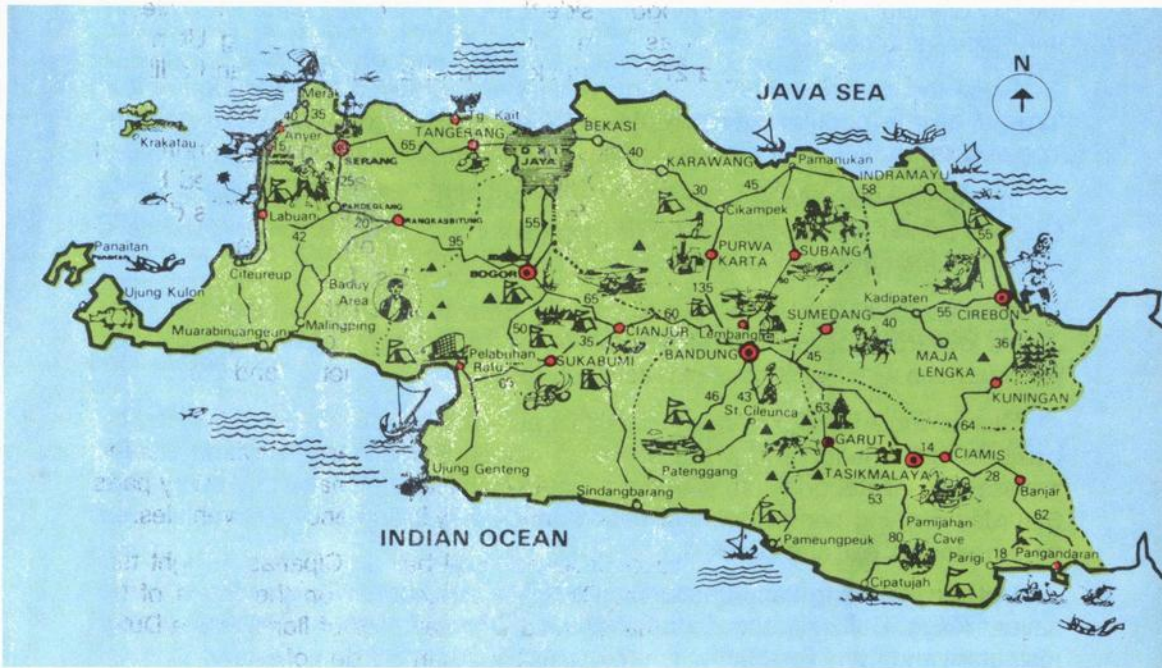 N
JAVA SEA
Merak
35
40
Anyer
5
Krakatau
SERANG
65
25
TANGERANG
Tg. Kait
D K I
JAYA
BEKASI
40
KARAWANG
30
45
Pamanukan
58
INDRAMAYU
55
Cikampek
Labuan
PANDEGLANG
20
RANGKASBITUNG
42
95
55
PURWA
KARTA
135
SUBANG
Panaitan
PANAITAN
Citeureup
Baduy
Area
BOGOR
65
Kadipaten
55
CIREBON
Ujung Kulon
Muarabinuangeun
Malingping
50
35
CIANJUR
60
Lembang
BANDUNG
SUMEDANG
40
45
MAJA
LENGKA
36
KUNINGAN
Pelabuhan
Ratu
SUKABUMI
46
43
St Cileunca
63
GARUT
64
14
CIAMIS
Ujung Genteng
Sindangbarang
Patenggang
TASIKMALAYA
53
28
Banjar
62
INDIAN OCEAN
Pameungpeuk
80
Pamijahan
Cave
Cipatujah
Parigi
18
Pangandaran